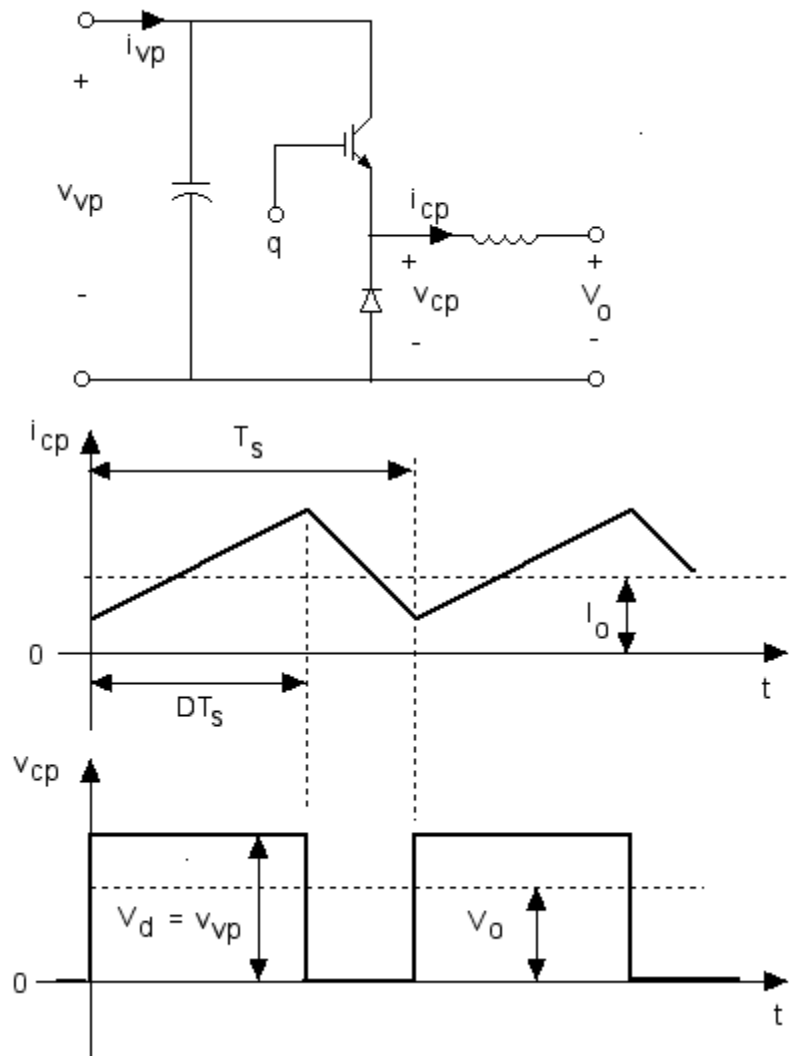 i_vp
+
v_vp
-
q
i_cp
+
v_cp
-
+
V_o
-
i_cp
T_s
I_o
0
t
DT_s
v_cp
V_d = v_vp
V_o
0
t